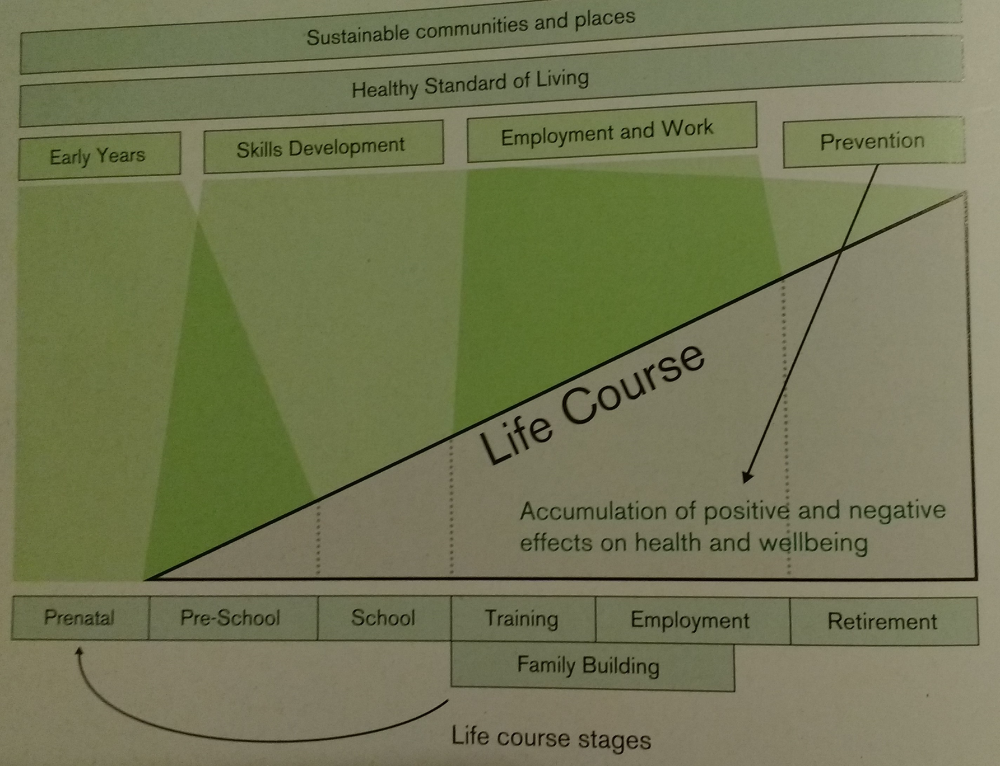 Sustainable communities and places
Healthy Standard of Living
Early Years
Skills Development
Employment and Work
Prevention
Life Course
Accumulation of positive and negative
effects on health and wellbeing
Prenatal
Pre-School
School
Training
Employment
Retirement
Family Building
Life course stages